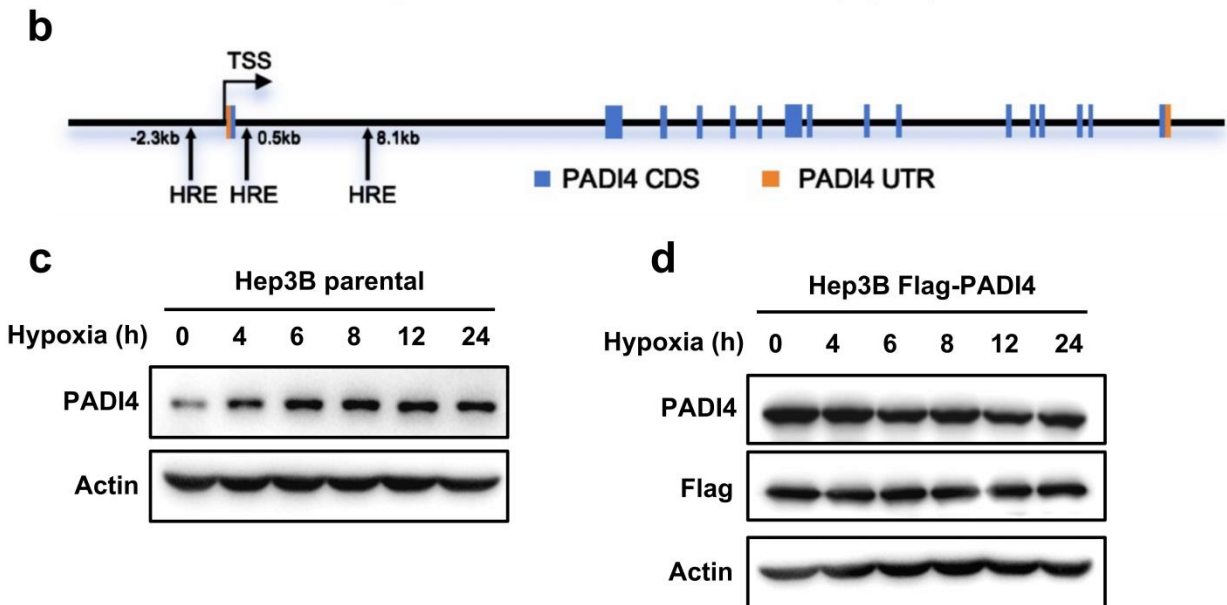 b
TSS
-2.3kb 0.5kb 8.1kb
HRE HRE HRE
PADI4 CDS PADI4 UTR
c
Hep3B parental
Hypoxia (h) 0 4 6 8 12 24
PADI4
Actin
d
Hep3B Flag-PADI4
Hypoxia (h) 0 4 6 8 12 24
PADI4
Flag
Actin